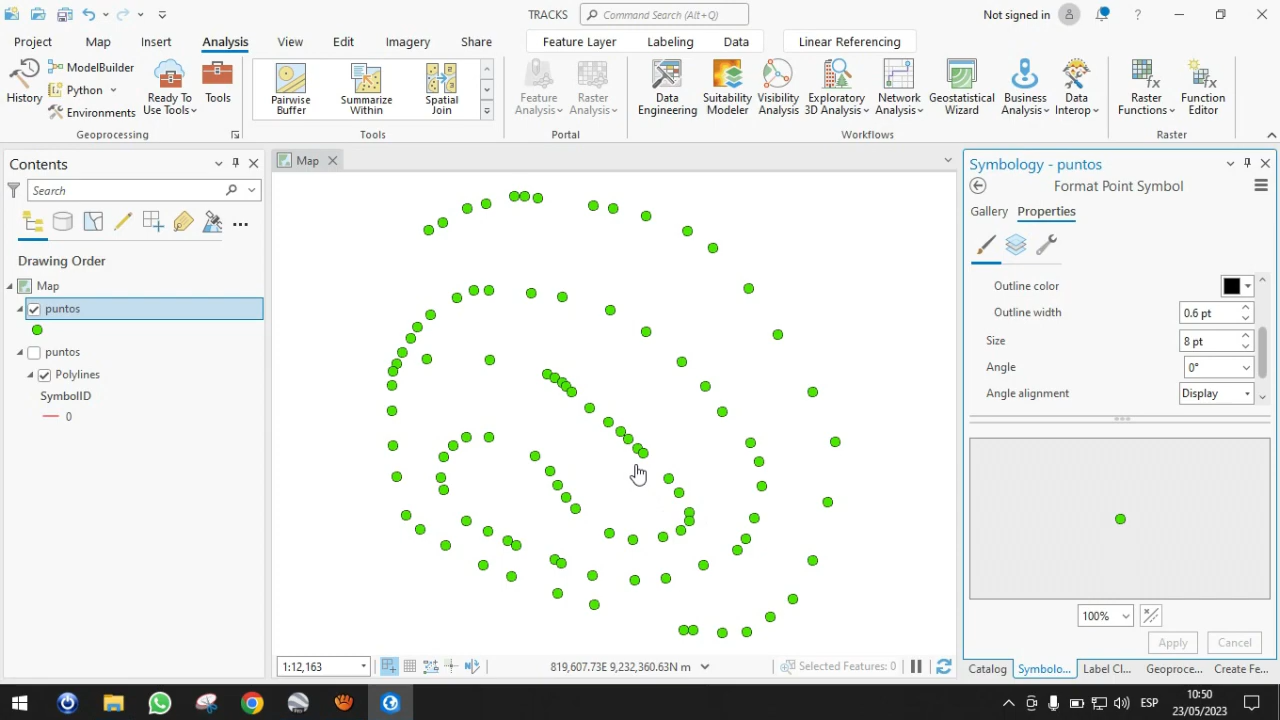 TRACKS
Command Search (Alt+Q)
Not signed in
?
Project Map Insert Analysis View Edit Imagery Share Feature Layer Labeling Data Linear Referencing
History
ModelBuilder
Python
Environments
Ready To Use Tools
Tools
Geoprocessing
Pairwise Buffer
Summarize Within
Spatial Join
Tools
Feature Analysis
Raster Analysis
Portal
Data Engineering
Suitability Modeler
Visibility Analysis
Exploratory 3D Analysis
Network Analysis
Geostatistical Wizard
Business Analysis
Data Interop
Workflows
Raster Functions
Function Editor
Raster
Contents
Search
Drawing Order
Map
puntos
puntos
Polylines
SymbolID
0
Map
1:12,163
819,607.73E 9,232,360.63N m
Selected Features: 0
Symbology - puntos
Format Point Symbol
Gallery Properties
Outline color
Outline width 0.6 pt
Size 8 pt
Angle 0°
Angle alignment Display
100%
Apply Cancel
Catalog Symbolo... Label Cl... Geoproce... Create Fe...
ESP
10:50
23/05/2023